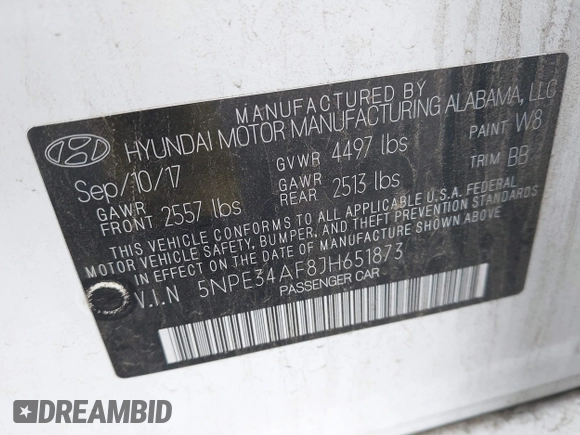 MANUFACTURED BY
HYUNDAI MOTOR MANUFACTURING ALABAMA, LLC
Sep/10/17 GVWR 4497 lbs PAINT W8
GAWR FRONT 2557 lbs GAWR REAR 2513 lbs TRIM BB
THIS VEHICLE CONFORMS TO ALL APPLICABLE U.S.A. FEDERAL
MOTOR VEHICLE SAFETY, BUMPER, AND THEFT PREVENTION STANDARDS
IN EFFECT ON THE DATE OF MANUFACTURE SHOWN ABOVE
V.I.N 5NPE34AF8JH651873
PASSENGER CAR
DREAMBID